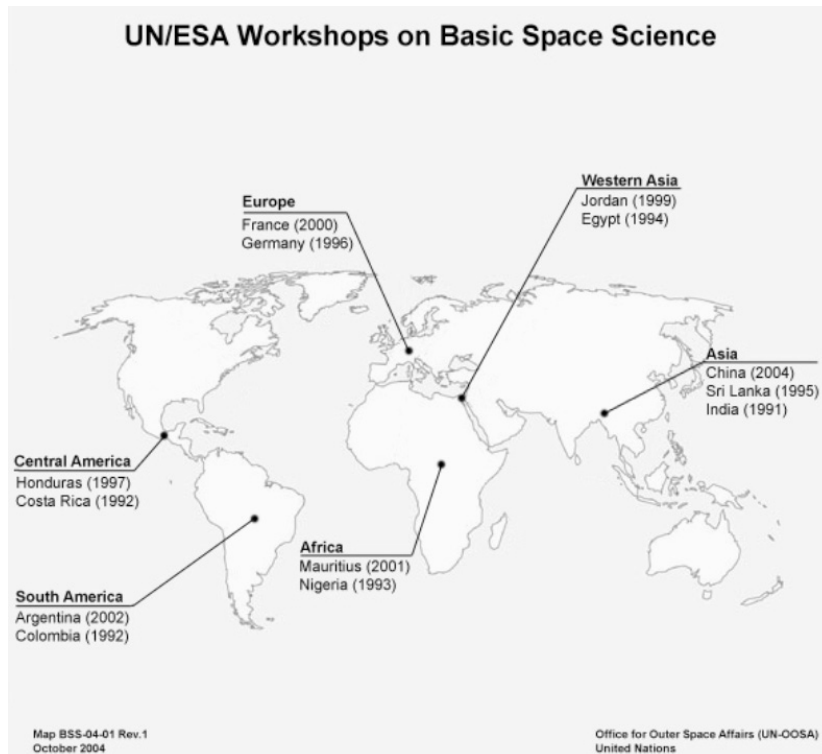 UN/ESA Workshops on Basic Space Science
Western Asia
Jordan (1999)
Egypt (1994)
Europe
France (2000)
Germany (1996)
Asia
China (2004)
Sri Lanka (1995)
India (1991)
Central America
Honduras (1997)
Costa Rica (1992)
Africa
Mauritius (2001)
Nigeria (1993)
South America
Argentina (2002)
Colombia (1992)
Map BSS-04-01 Rev.1
October 2004
Office for Outer Space Affairs (UN-OOSA)
United Nations